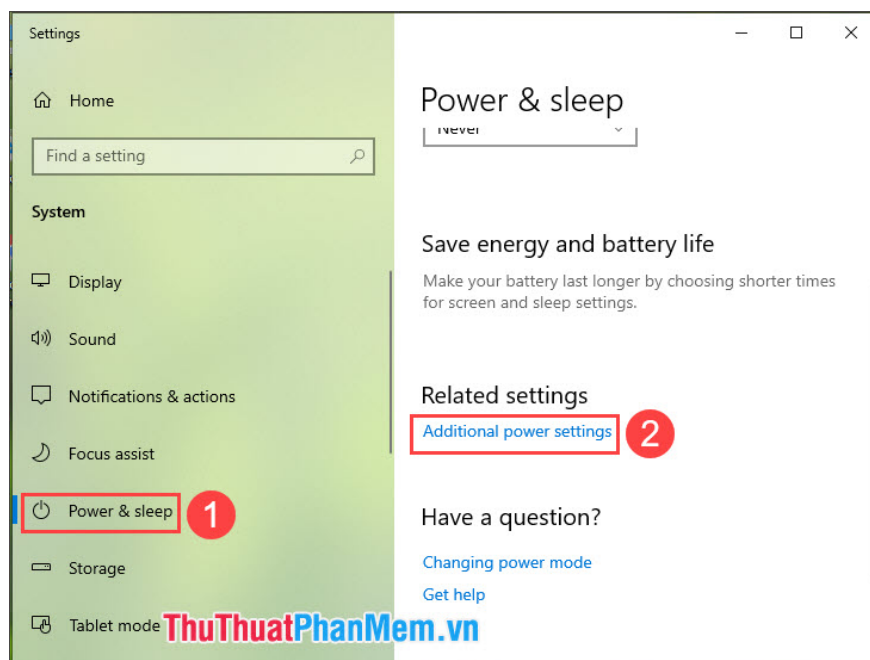 Settings
Home
Find a setting
System
Display
Sound
Notifications & actions
Focus assist
Power & sleep
1
Storage
Tablet mode
Power & sleep
Never
Save energy and battery life
Make your battery last longer by choosing shorter times
for screen and sleep settings.
Related settings
Additional power settings
2
Have a question?
Changing power mode
Get help
ThuThuatPhanMem.vn